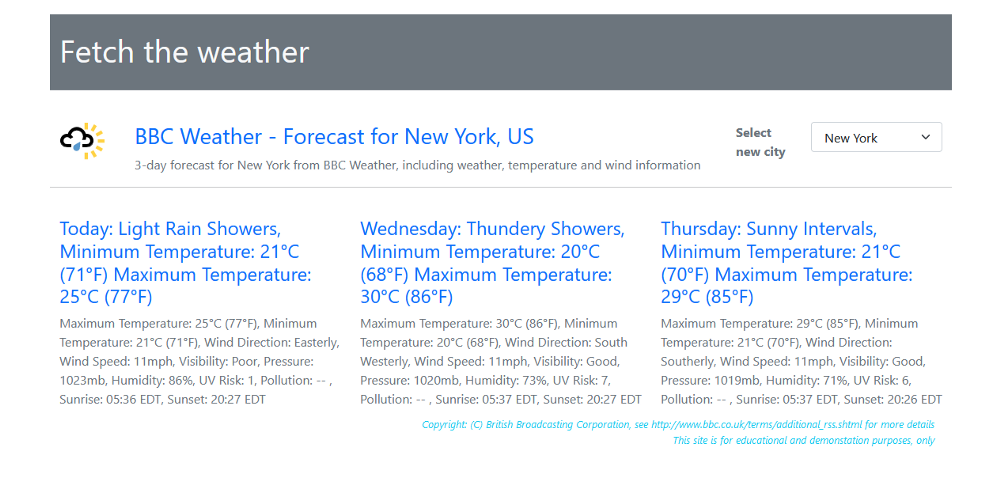 Fetch the weather
BBC Weather - Forecast for New York, US
3-day forecast for New York from BBC Weather, including weather, temperature and wind information
Select
new city
New York
Today: Light Rain Showers,
Minimum Temperature: 21°C
(71°F) Maximum Temperature:
25°C (77°F)
Maximum Temperature: 25°C (77°F), Minimum
Temperature: 21°C (71°F), Wind Direction: Easterly,
Wind Speed: 11mph, Visibility: Poor, Pressure:
1023mb, Humidity: 86%, UV Risk: 1, Pollution: -- ,
Sunrise: 05:36 EDT, Sunset: 20:27 EDT
Wednesday: Thundery Showers,
Minimum Temperature: 20°C
(68°F) Maximum Temperature:
30°C (86°F)
Maximum Temperature: 30°C (86°F), Minimum
Temperature: 20°C (68°F), Wind Direction: South
Westerly, Wind Speed: 11mph, Visibility: Good,
Pressure: 1020mb, Humidity: 73%, UV Risk: 7,
Pollution: -- , Sunrise: 05:37 EDT, Sunset: 20:27 EDT
Thursday: Sunny Intervals,
Minimum Temperature: 21°C
(70°F) Maximum Temperature:
29°C (85°F)
Maximum Temperature: 29°C (85°F), Minimum
Temperature: 21°C (70°F), Wind Direction:
Southerly, Wind Speed: 11mph, Visibility: Good,
Pressure: 1019mb, Humidity: 71%, UV Risk: 6,
Pollution: -- , Sunrise: 05:37 EDT, Sunset: 20:26 EDT
Copyright: (C) British Broadcasting Corporation, see http://www.bbc.co.uk/terms/additional_rss.shtml for more details
This site is for educational and demonstation purposes, only